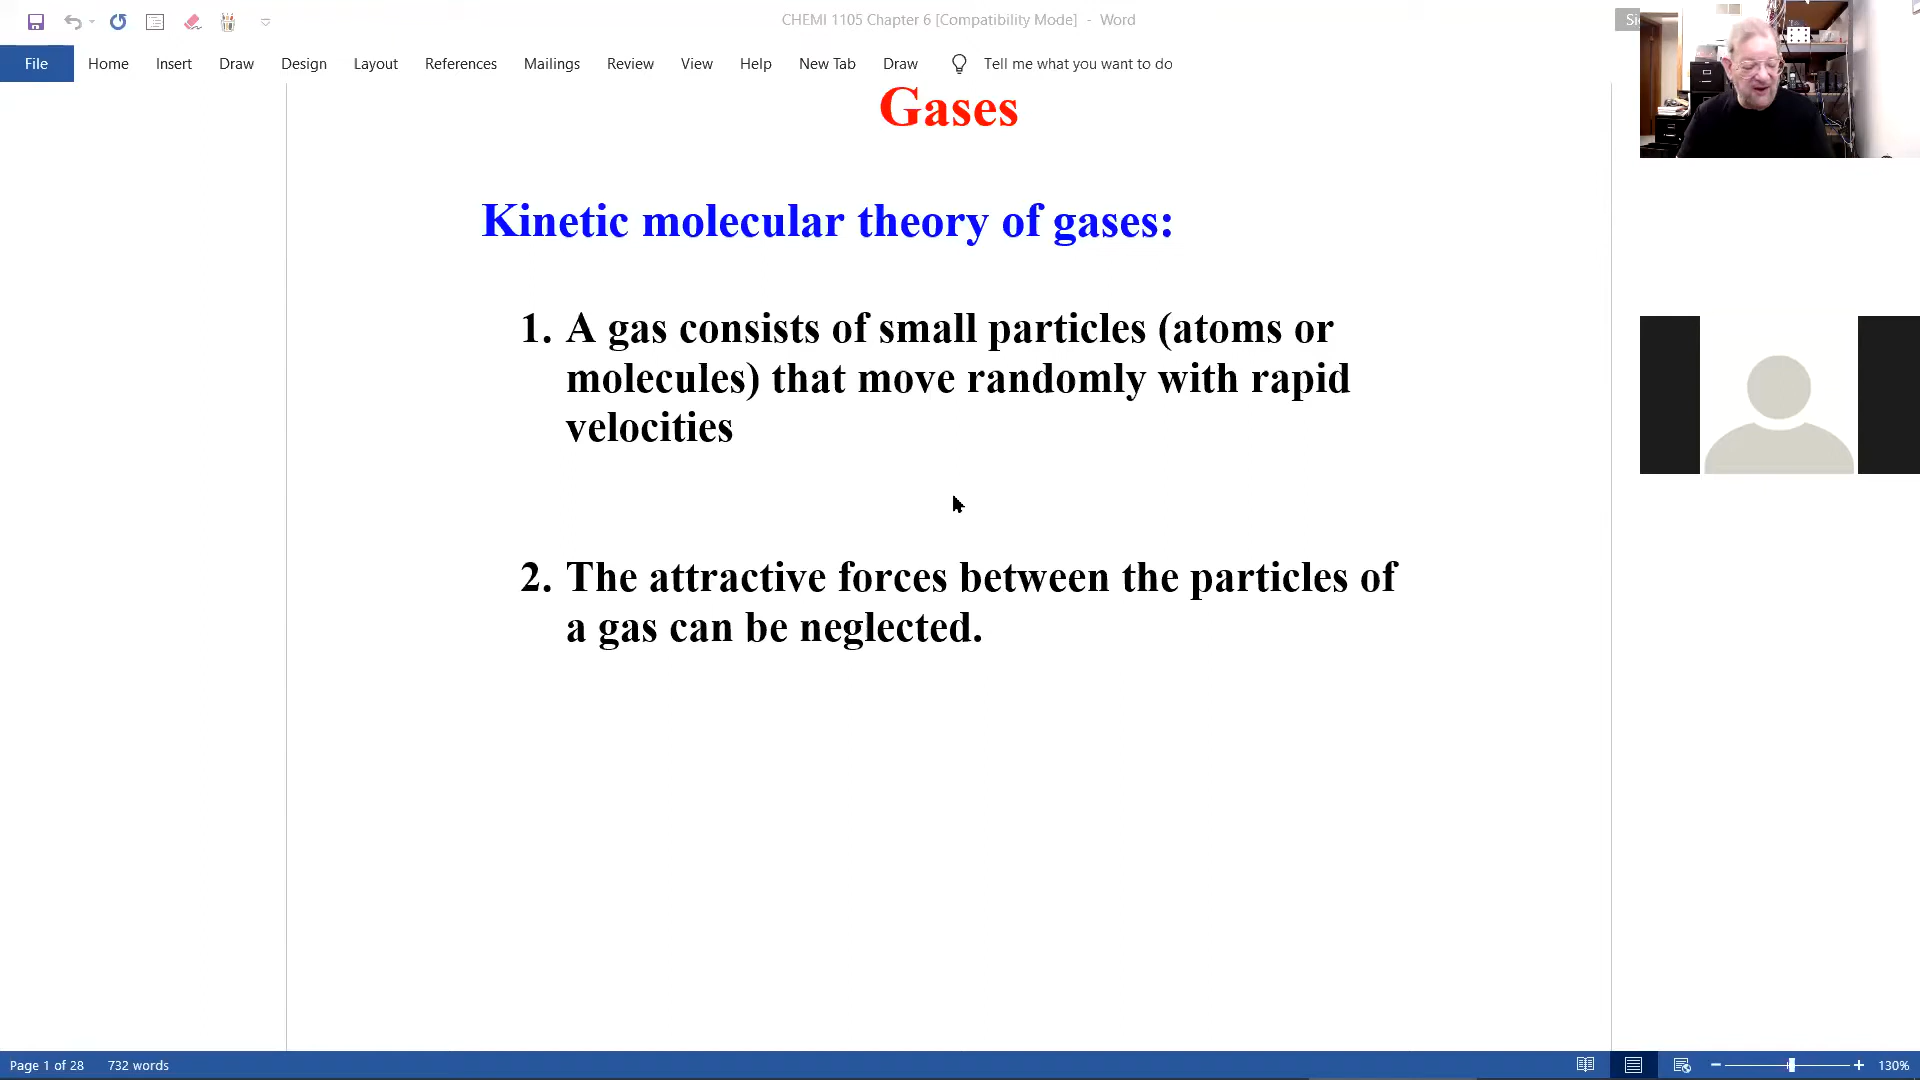 CHEMI 1105 Chapter 6 [Compatibility Mode] - Word
Si
File Home Insert Draw Design Layout References Mailings Review View Help New Tab Draw Tell me what you want to do
Gases
Kinetic molecular theory of gases:
1. A gas consists of small particles (atoms or
molecules) that move randomly with rapid
velocities
2. The attractive forces between the particles of
a gas can be neglected.
Page 1 of 28 732 words 130%